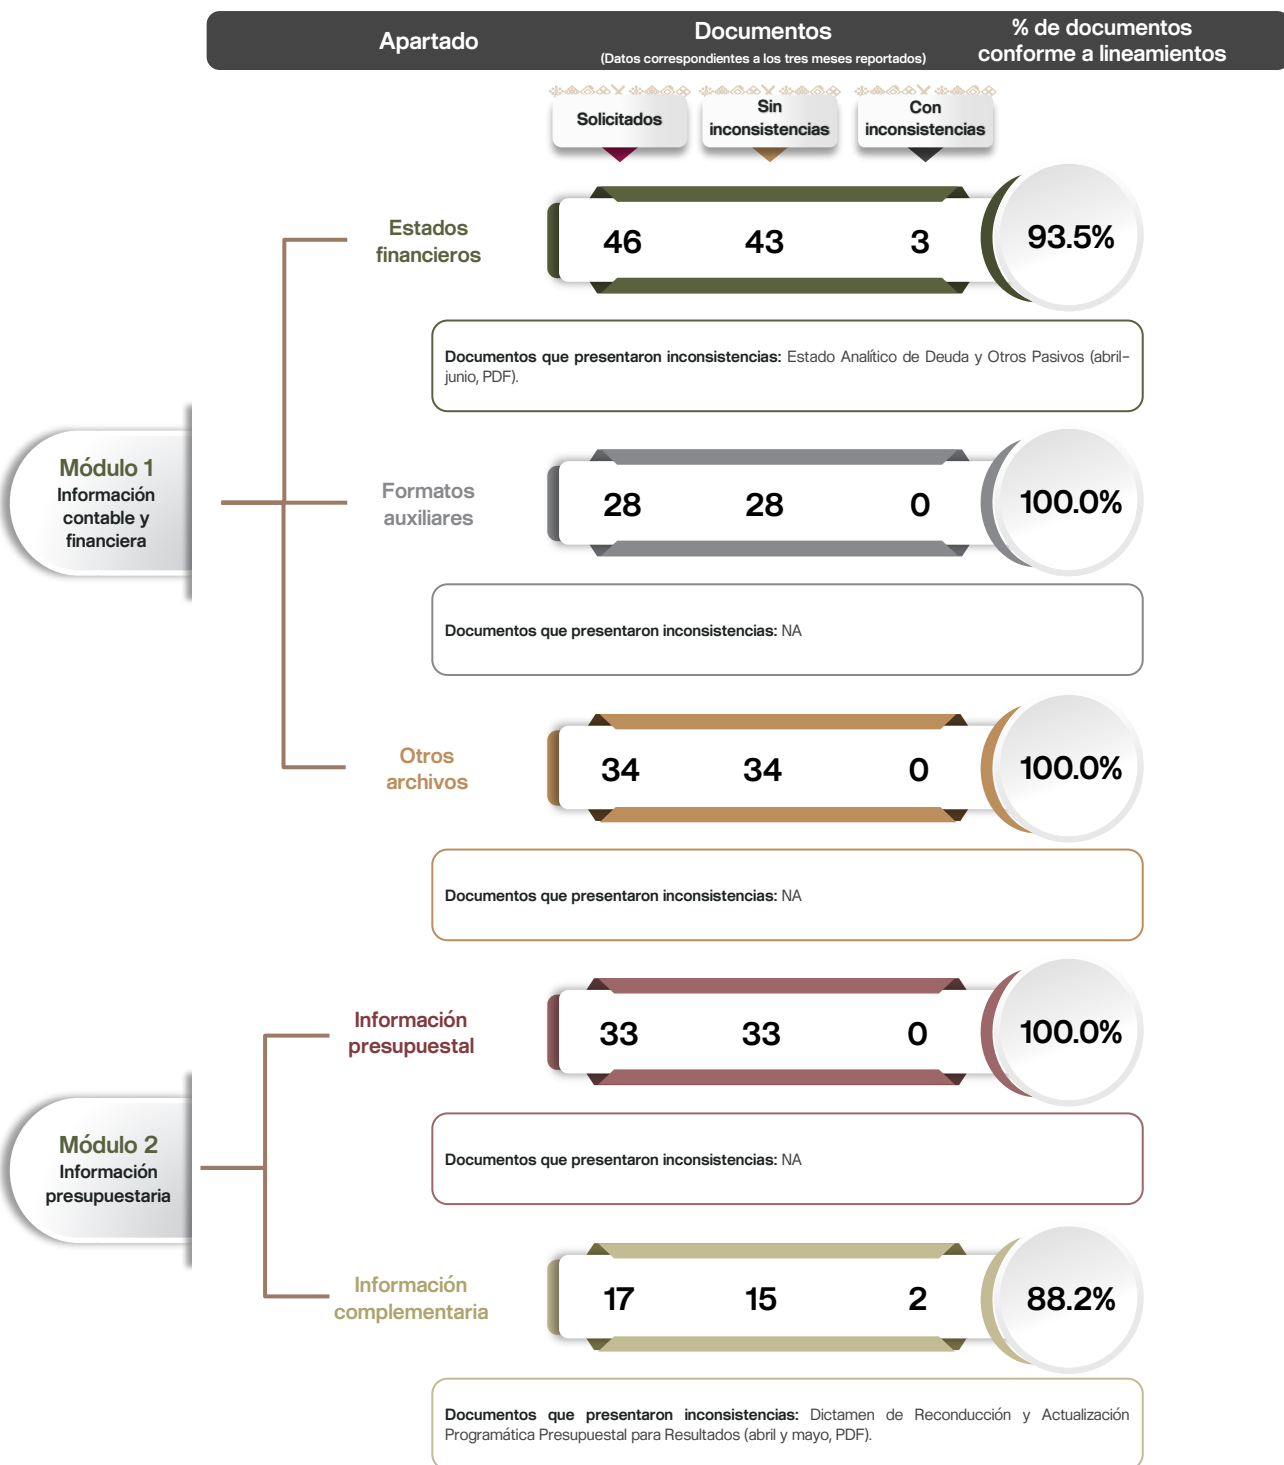 Apartado
Documentos
(Datos correspondientes a los tres meses reportados)
% de documentos
conforme a lineamientos
Solicitados
Sin
inconsistencias
Con
inconsistencias
Módulo 1
Información
contable y
financiera
Estados
financieros
46 43 3 93.5%
Documentos que presentaron inconsistencias: Estado Analítico de Deuda y Otros Pasivos (abril-
junio, PDF).
Formatos
auxiliares
28 28 0 100.0%
Documentos que presentaron inconsistencias: NA
Otros
archivos
34 34 0 100.0%
Documentos que presentaron inconsistencias: NA
Módulo 2
Información
presupuestaria
Información
presupuestal
33 33 0 100.0%
Documentos que presentaron inconsistencias: NA
Información
complementaria
17 15 2 88.2%
Documentos que presentaron inconsistencias: Dictamen de Reconducción y Actualización
Programática Presupuestal para Resultados (abril y mayo, PDF).